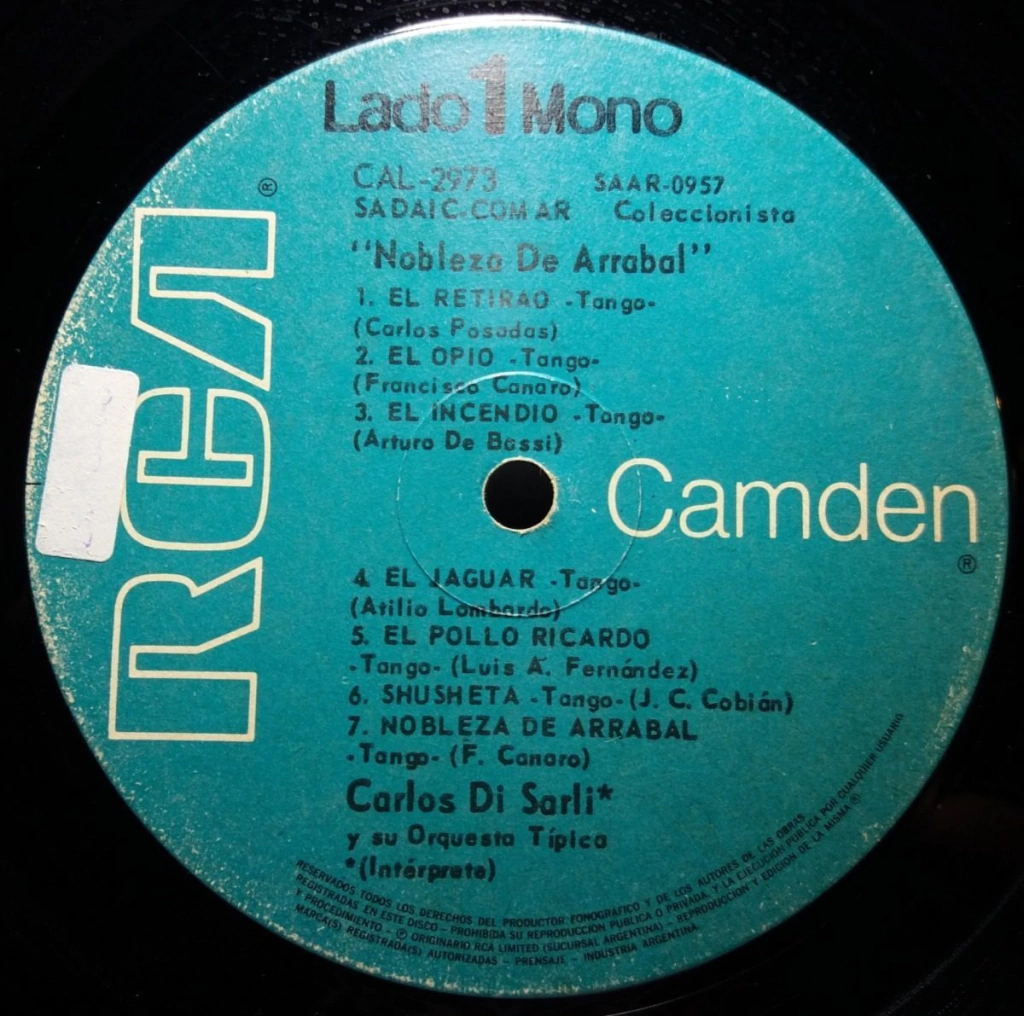 Lado 1 Mono
®
CAL-2973 SAAR-0957
SADAIC-COMAR Coleccionista
"Nobleza De Arrabal"
1. EL RETIRAO -Tango-
(Carlos Posadas)
2. EL OPIO -Tango-
(Francisco Canaro)
3. EL INCENDIO -Tango-
(Arturo De Bassi)
RCA
Camden
®
4. EL JAGUAR -Tango-
(Atilio Lombardo)
5. EL POLLO RICARDO
-Tango- (Luis A. Fernández)
6. SHUSHETA -Tango- (J. C. Cobián)
7. NOBLEZA DE ARRABAL
-Tango- (F. Canaro)
Carlos Di Sarli*
y su Orquesta Típica
*(Intérprete)
RESERVADOS TODOS LOS DERECHOS DEL PRODUCTOR FONOGRAFICO Y DE LOS AUTORES DE LAS OBRAS
REGISTRADAS EN ESTE DISCO – PROHIBIDA SU REPRODUCCION PUBLICA O PRIVADA, Y LA EJECUCION PUBLICA POR CUALQUIER USUARIO
Y PROCEDIMIENTO – ℗ ORIGINARIO RCA LIMITED (SUCURSAL ARGENTINA) – REPRODUCCION Y EDICION DE LA MISMA ®.
MARCA(S) REGISTRADA(S) AUTORIZADAS – PRENSAJE – INDUSTRIA ARGENTINA.